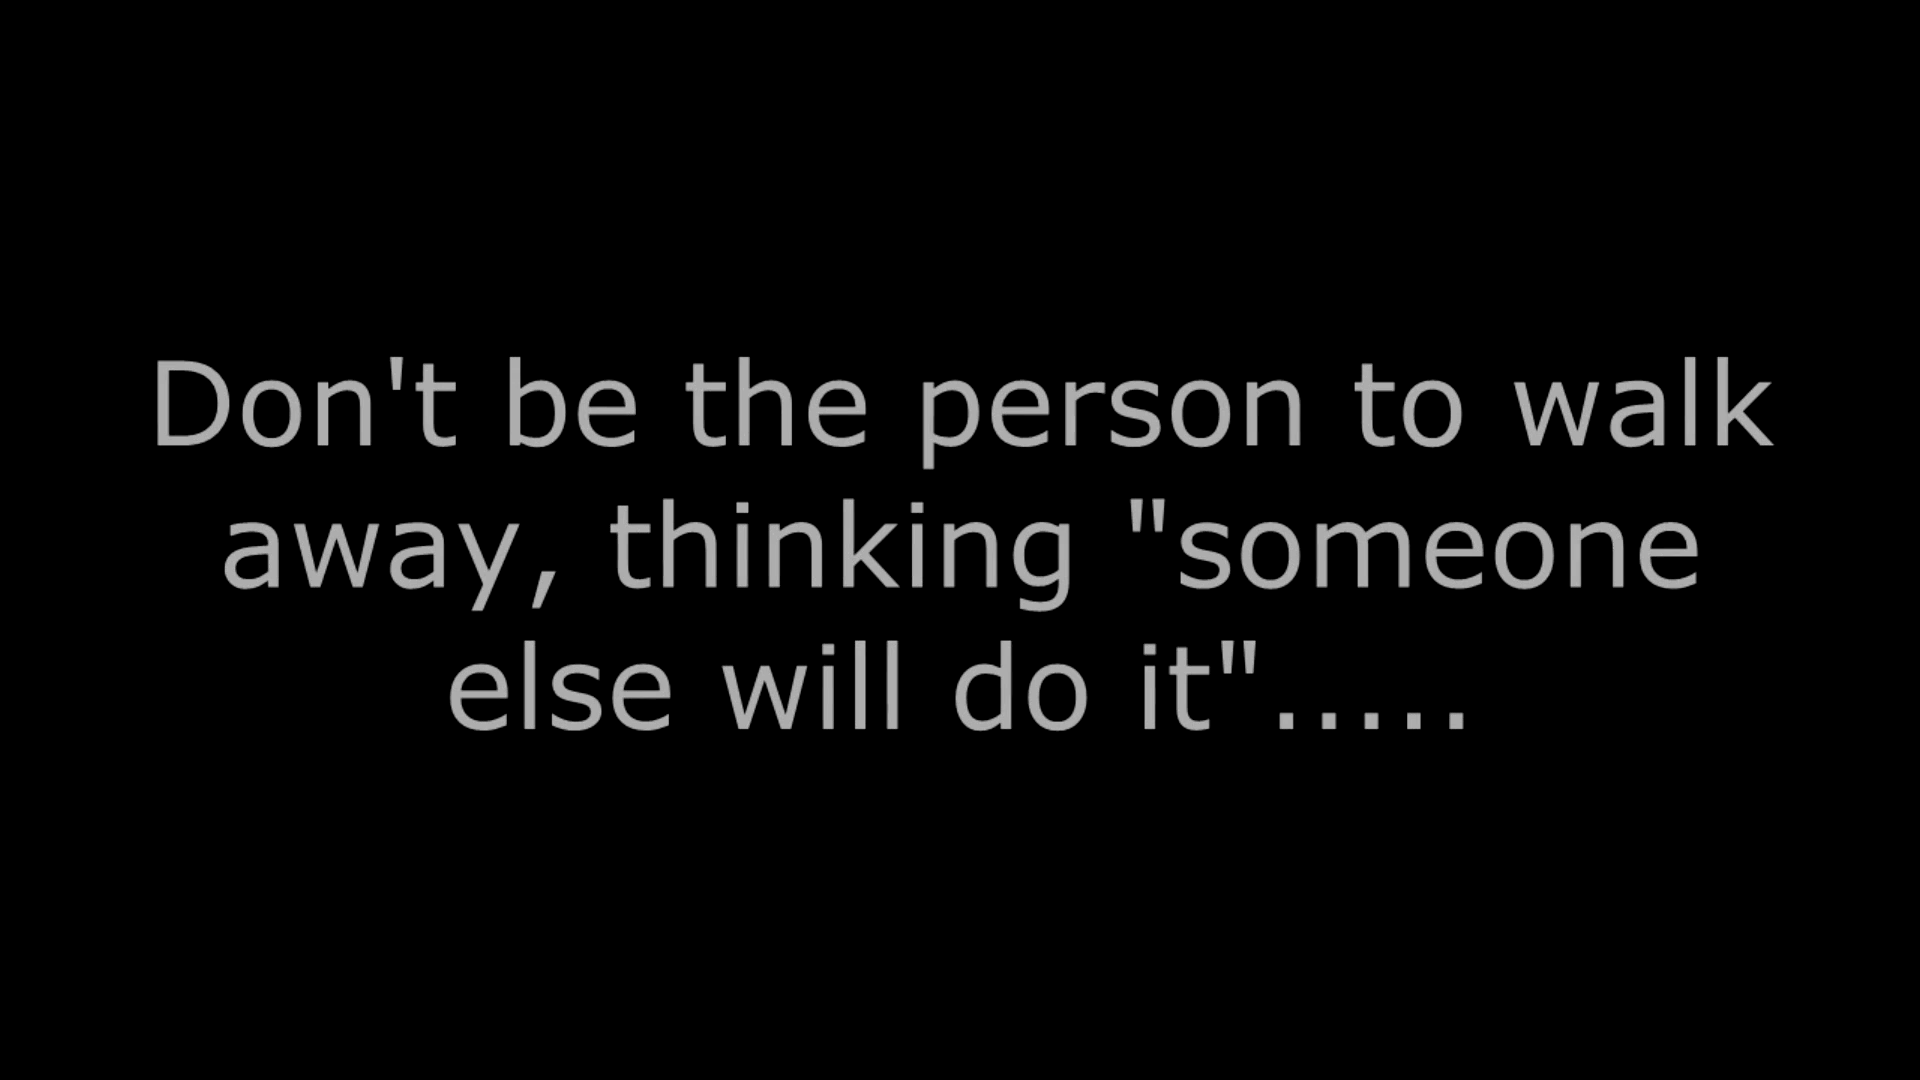 Don't be the person to walk
away, thinking "someone
else will do it".....